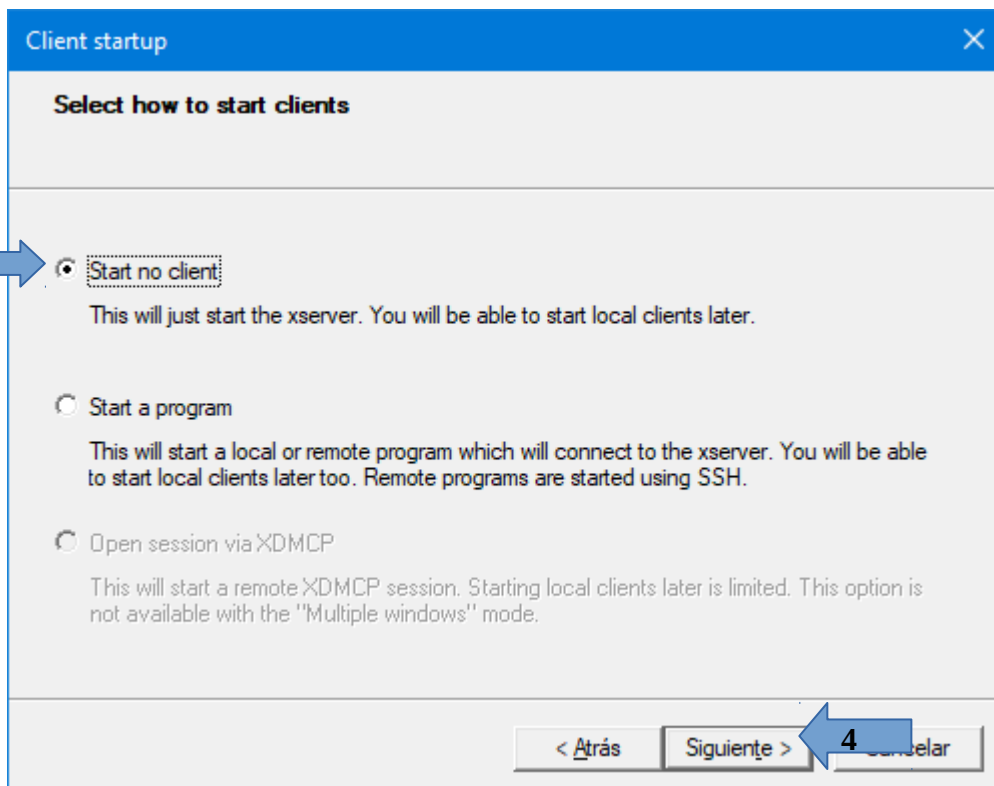 Client startup
Select how to start clients
Start no client
This will just start the xserver. You will be able to start local clients later.
Start a program
This will start a local or remote program which will connect to the xserver. You will be able
to start local clients later too. Remote programs are started using SSH.
Open session via XDMCP
This will start a remote XDMCP session. Starting local clients later is limited. This option is
not available with the "Multiple windows" mode.
< Atrás Siguiente > 4 Cancelar